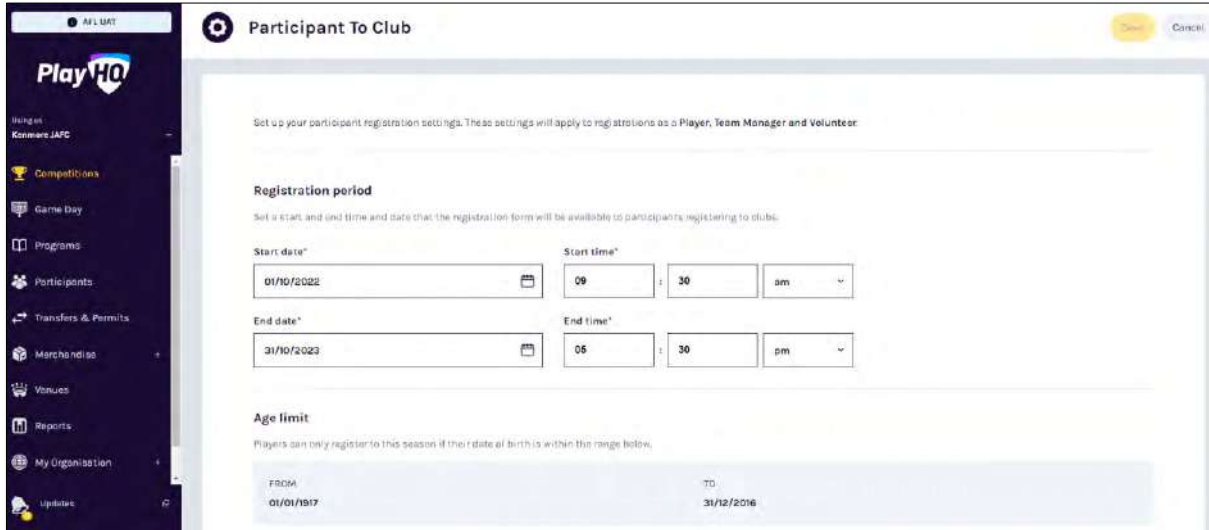 AFL UAT
Participant To Club
Cancel
PlayHQ
Using as
Kenmore JAFC
Set up your participant registration settings. These settings will apply to registrations as a Player, Team Manager and Volunteer.
Competitions
Game Day
Programs
Participants
Transfers & Permits
Merchandise +
Venues
Reports
My Organisation +
Updates
Registration period
Set a start and end time and date that the registration form will be available to participants registering to clubs.
Start date* Start time*
01/10/2022 09 : 30 am
End date* End time*
31/10/2023 05 : 30 pm
Age limit
Players can only register to this season if their date of birth is within the range below.
FROM TO
01/01/1917 31/12/2016